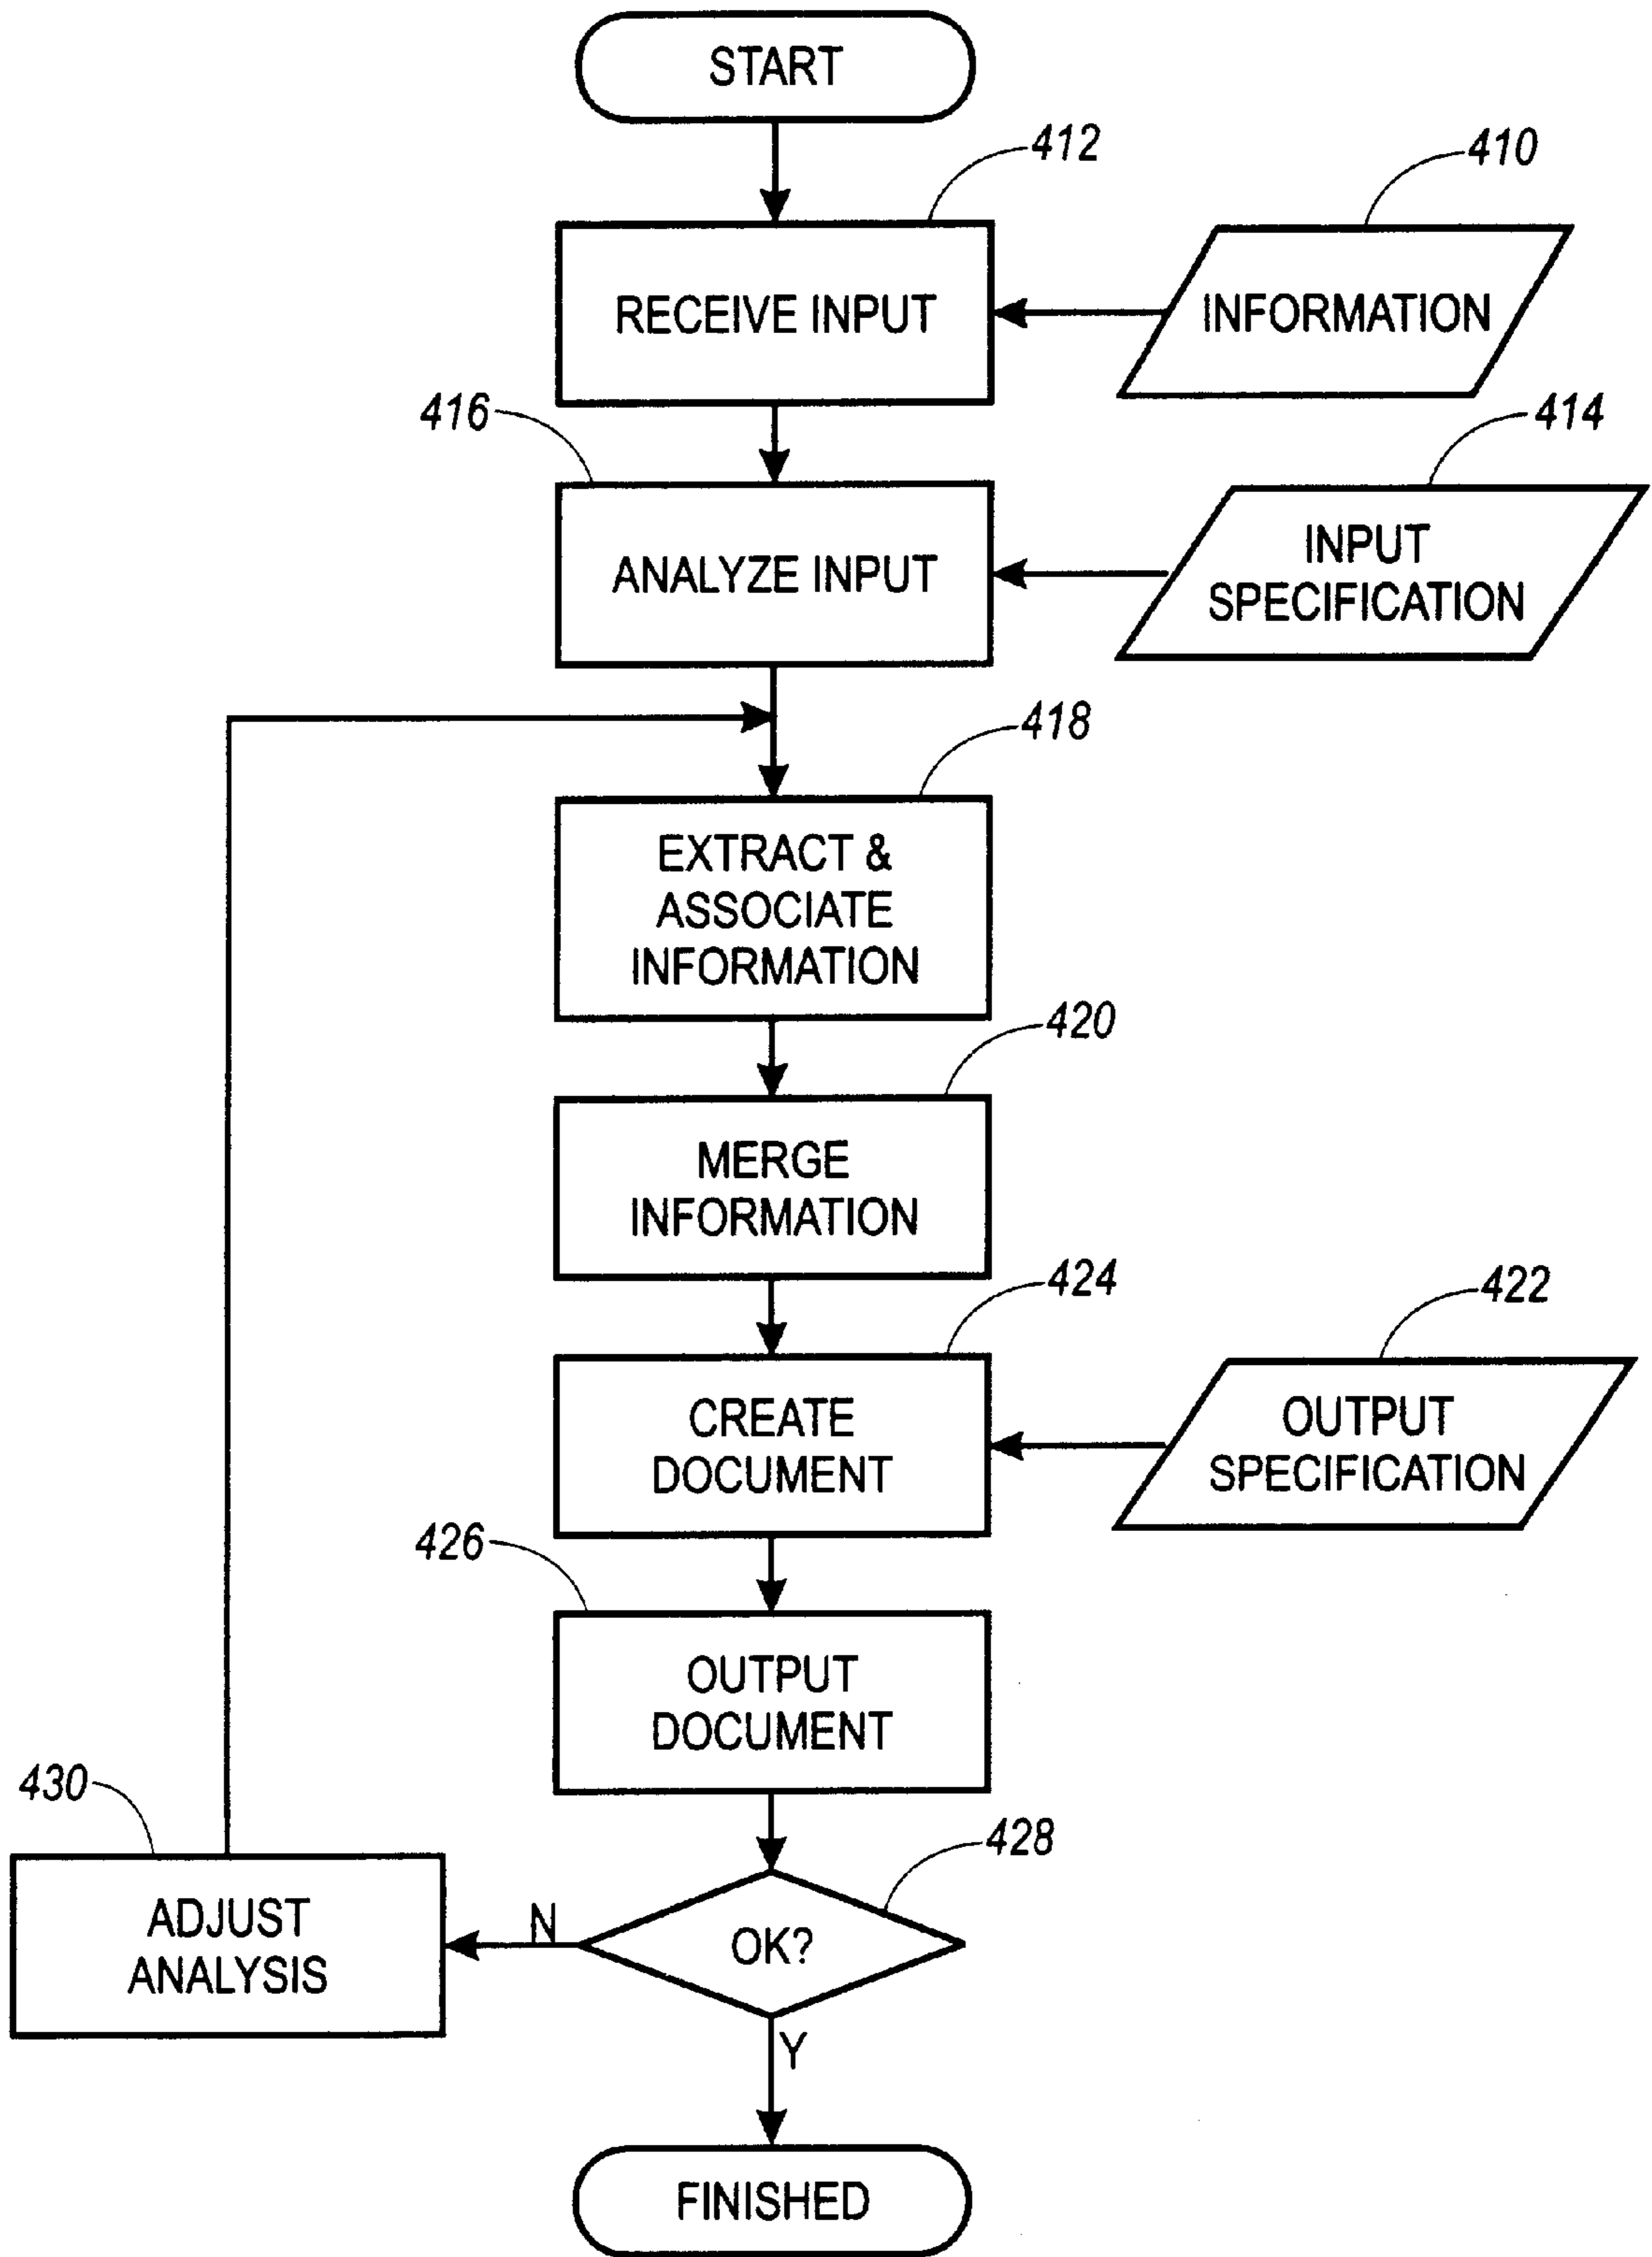 START
412
410
RECEIVE INPUT
INFORMATION
416
414
ANALYZE INPUT
INPUT
SPECIFICATION
418
EXTRACT &
ASSOCIATE
INFORMATION
420
MERGE
INFORMATION
424
422
CREATE
DOCUMENT
OUTPUT
SPECIFICATION
426
OUTPUT
DOCUMENT
430
428
ADJUST
ANALYSIS
N
OK?
Y
FINISHED